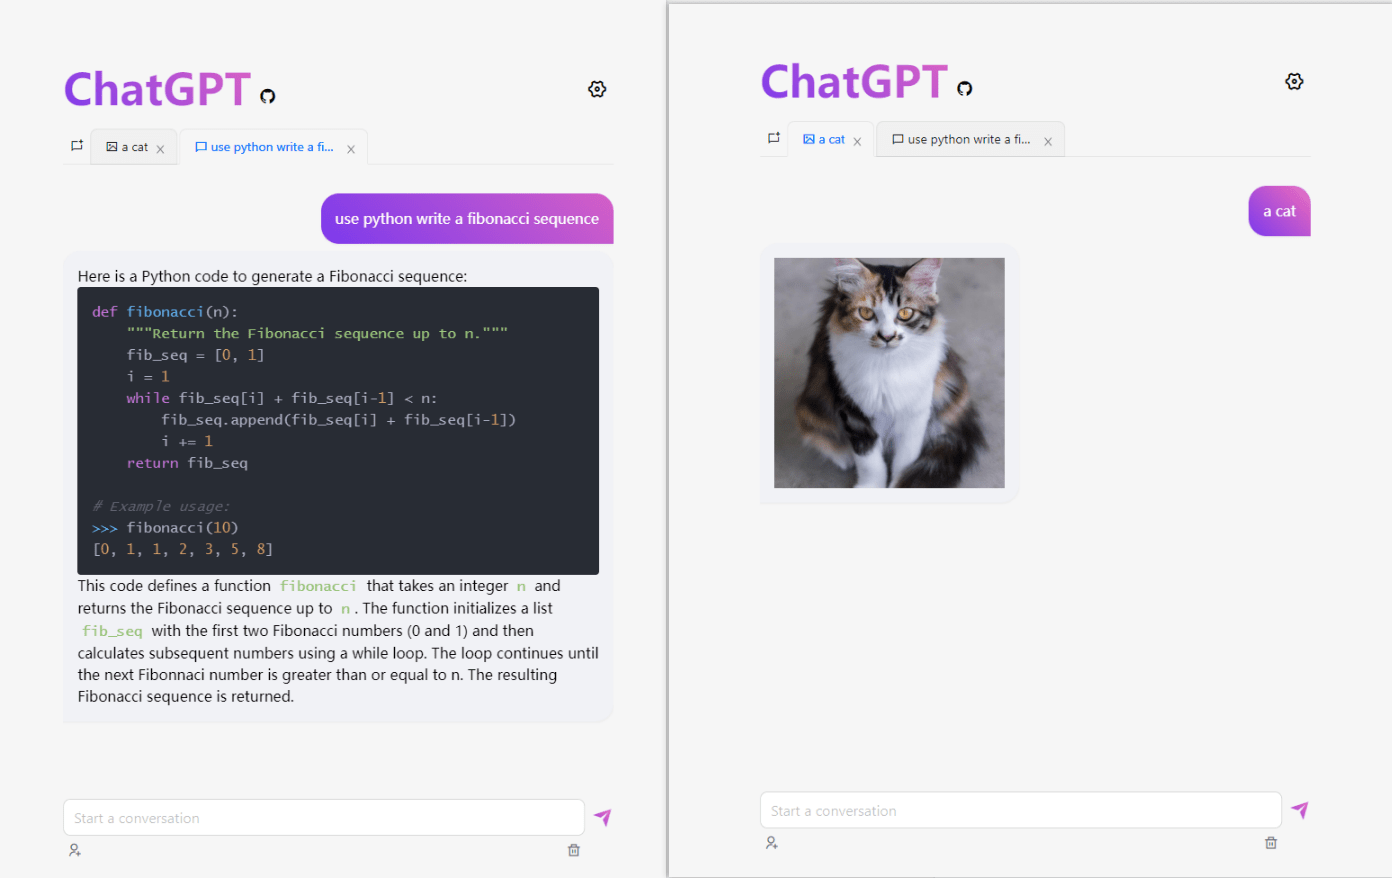 ChatGPT
a cat
use python write a fi...
use python write a fibonacci sequence
Here is a Python code to generate a Fibonacci sequence:
def fibonacci(n):
"""Return the Fibonacci sequence up to n."""
fib_seq = [0, 1]
i = 1
while fib_seq[i] + fib_seq[i-1] < n:
fib_seq.append(fib_seq[i] + fib_seq[i-1])
i += 1
return fib_seq
# Example usage:
>>> fibonacci(10)
[0, 1, 1, 2, 3, 5, 8]
This code defines a function fibonacci that takes an integer n and
returns the Fibonacci sequence up to n. The function initializes a list
fib_seq with the first two Fibonacci numbers (0 and 1) and then
calculates subsequent numbers using a while loop. The loop continues until
the next Fibonnaci number is greater than or equal to n. The resulting
Fibonacci sequence is returned.
Start a conversation
ChatGPT
a cat
use python write a fi...
a cat
Start a conversation